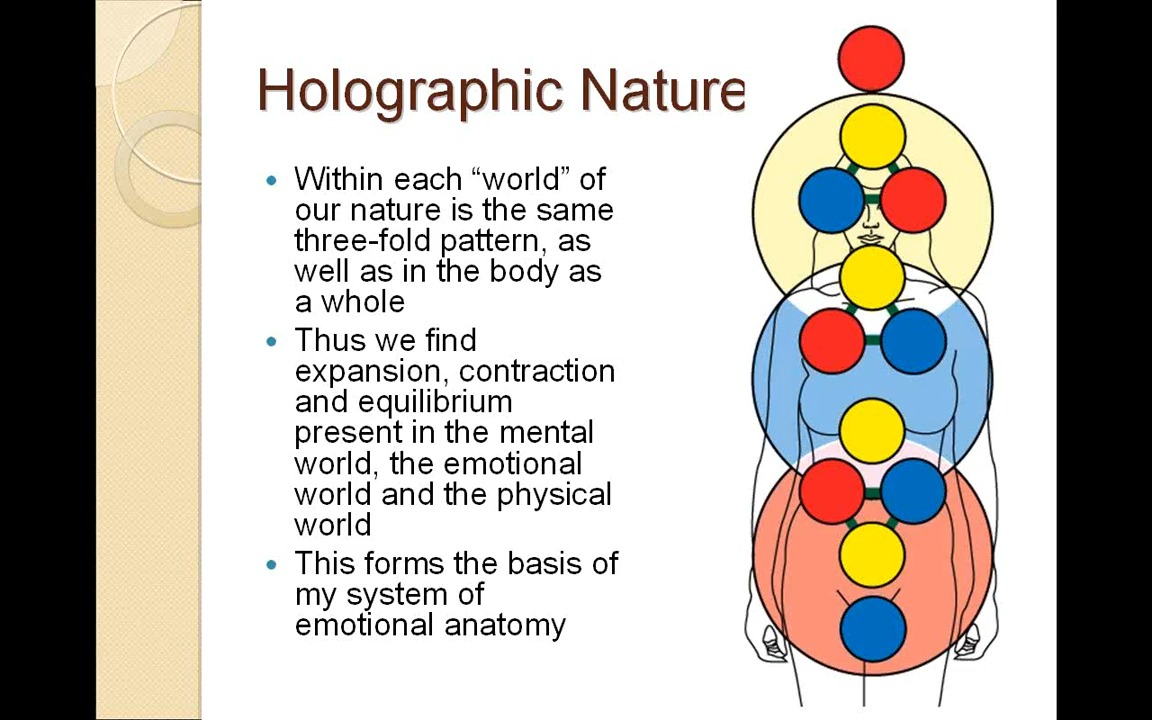 Holographic Nature
Within each “world” of
our nature is the same
three-fold pattern, as
well as in the body as
a whole
Thus we find
expansion, contraction
and equilibrium
present in the mental
world, the emotional
world and the physical
world
This forms the basis of
my system of
emotional anatomy